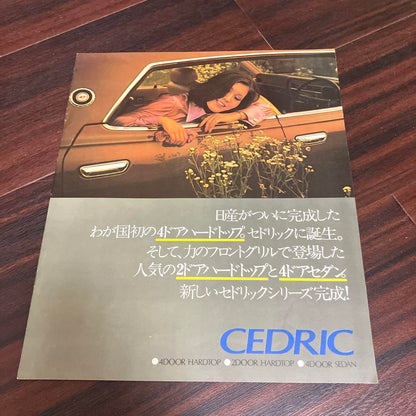 日産がついに完成した
わが国初の4ドアハードトップ、セドリックに誕生。
そして、力のフロントグリルで登場した
人気の2ドアハードトップと4ドアセダン。
新しいセドリックシリーズ完成!
CEDRIC
●4DOOR HARDTOP ●2DOOR HARDTOP ●4DOOR SEDAN